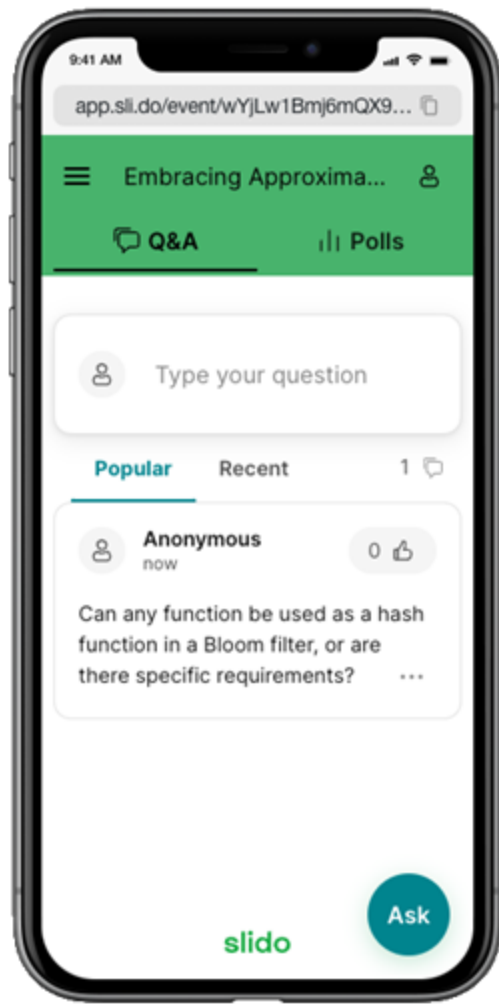 9:41 AM
app.sli.do/event/wYjLw1Bmj6mQX9...
Embracing Approxima...
Q&A
Polls
Type your question
Popular
Recent
1
Anonymous
0
now
Can any function be used as a hash
function in a Bloom filter, or are
there specific requirements?
...
Ask
slido